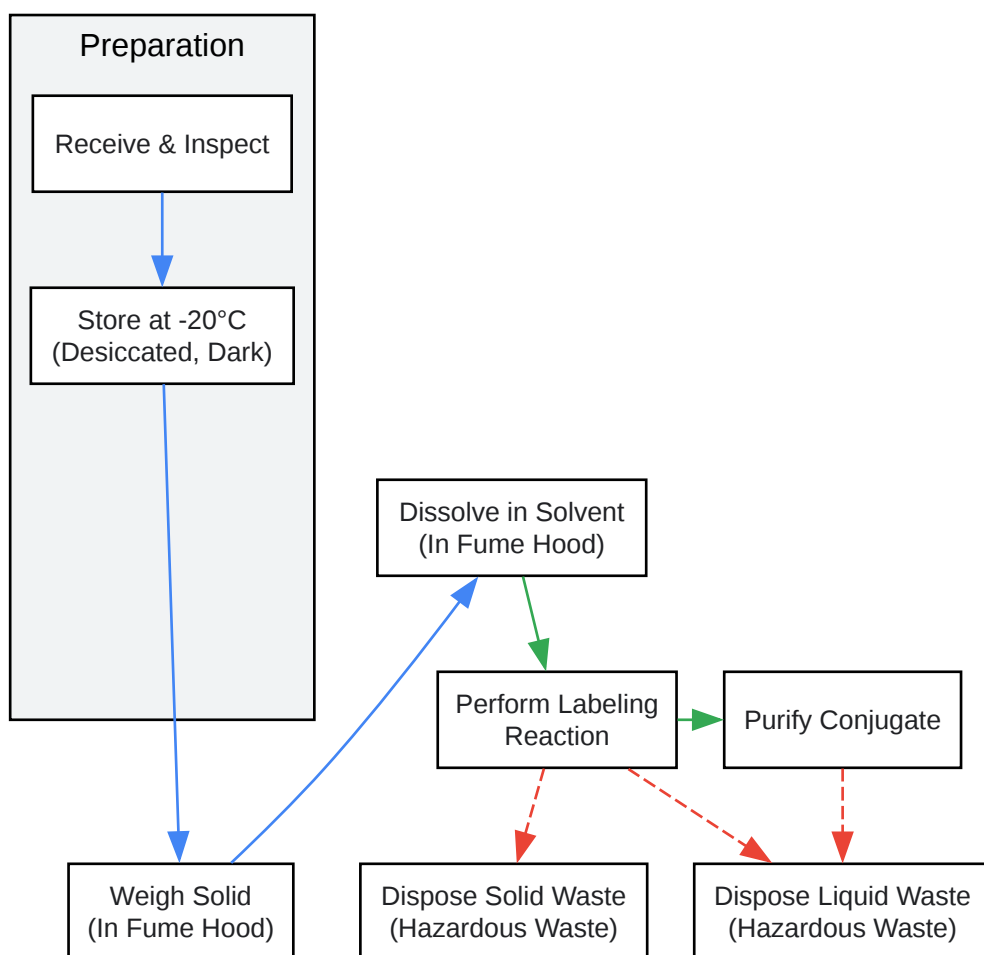 Preparation
Receive & Inspect
Store at -20°C
(Desiccated, Dark)
Dissolve in Solvent
(In Fume Hood)
Perform Labeling
Reaction
Purify Conjugate
Weigh Solid
(In Fume Hood)
Dispose Solid Waste
(Hazardous Waste)
Dispose Liquid Waste
(Hazardous Waste)